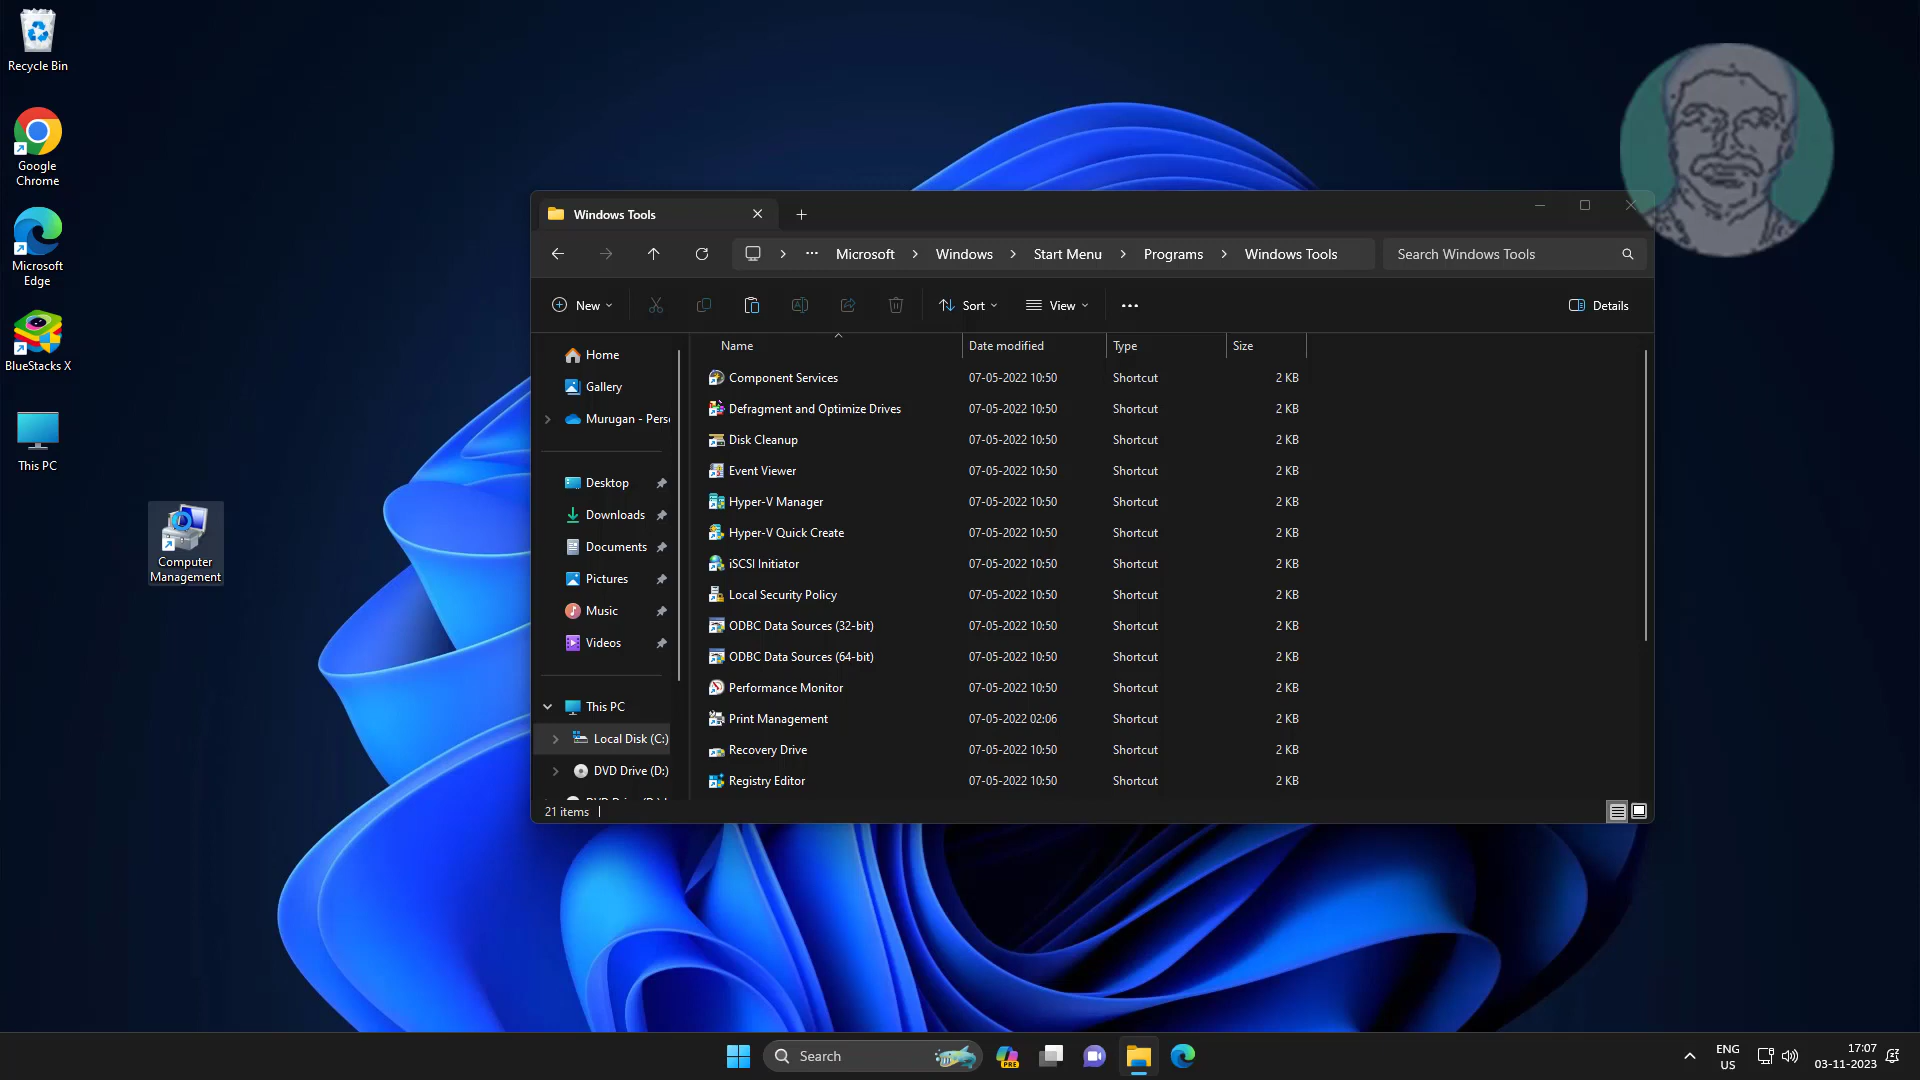 Recycle Bin
Google
Chrome
Microsoft
Edge
BlueStacks X
This PC
Computer
Management
Windows Tools
Microsoft
Windows
Start Menu
Programs
Windows Tools
Search Windows Tools
New
Sort
View
Details
Home
Gallery
Murugan - Pers
Desktop
Downloads
Documents
Pictures
Music
Videos
This PC
Local Disk (C:)
DVD Drive (D:)
Name Date modified Type Size
Component Services 07-05-2022 10:50 Shortcut 2 KB
Defragment and Optimize Drives 07-05-2022 10:50 Shortcut 2 KB
Disk Cleanup 07-05-2022 10:50 Shortcut 2 KB
Event Viewer 07-05-2022 10:50 Shortcut 2 KB
Hyper-V Manager 07-05-2022 10:50 Shortcut 2 KB
Hyper-V Quick Create 07-05-2022 10:50 Shortcut 2 KB
iSCSI Initiator 07-05-2022 10:50 Shortcut 2 KB
Local Security Policy 07-05-2022 10:50 Shortcut 2 KB
ODBC Data Sources (32-bit) 07-05-2022 10:50 Shortcut 2 KB
ODBC Data Sources (64-bit) 07-05-2022 10:50 Shortcut 2 KB
Performance Monitor 07-05-2022 10:50 Shortcut 2 KB
Print Management 07-05-2022 02:06 Shortcut 2 KB
Recovery Drive 07-05-2022 10:50 Shortcut 2 KB
Registry Editor 07-05-2022 10:50 Shortcut 2 KB
21 items
Search
PRE
ENG
US
17:07
03-11-2023